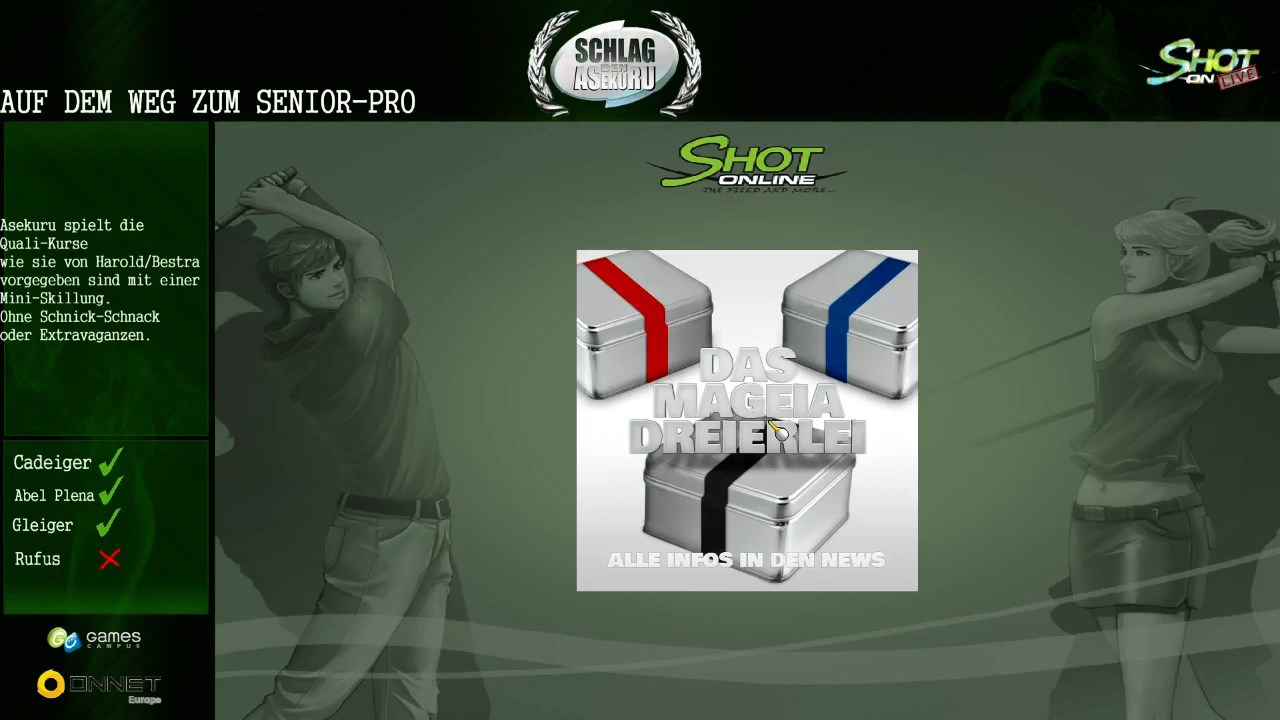 SCHLAG
DEN
ASEKURU
SHOT
ON LIVE
AUF DEM WEG ZUM SENIOR-PRO
SHOT
ONLINE
THE FIELD AND MORE...
Asekuru spielt die
Quali-Kurse
wie sie von Harold/Bestra
vorgegeben sind mit einer
Mini-Skillung.
Ohne Schnick-Schnack
oder Extravaganzen.
DAS
MAGEIA
DREIERLEI
ALLE INFOS IN DEN NEWS
Cadeiger
Abel Plena
Gleiger
Rufus
GAMES
CAMPUS
ONNET
Europe